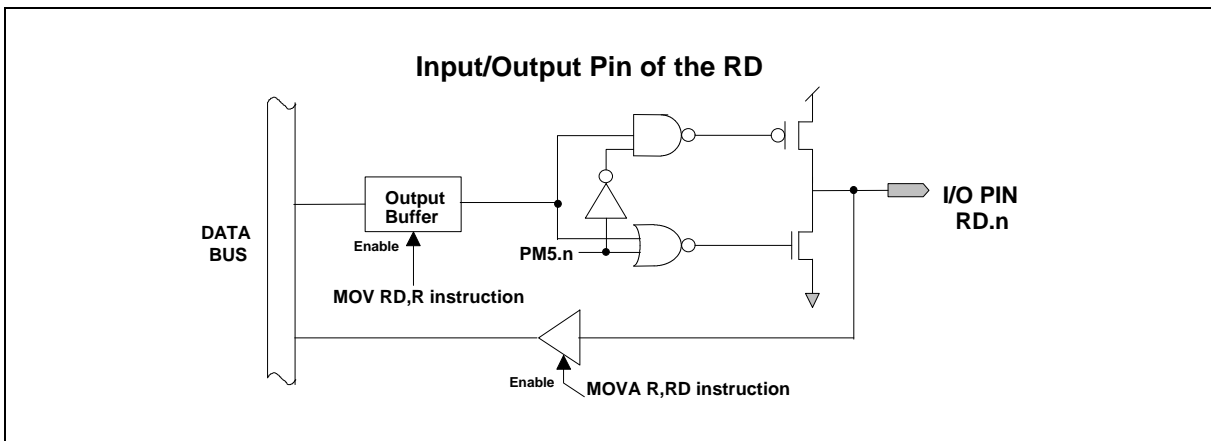 Input/Output Pin of the RD
Output
Buffer
I/O PIN
RD.n
DATA
BUS
Enable
PM5.n
MOV RD,R instruction
Enable
MOVA R,RD instruction